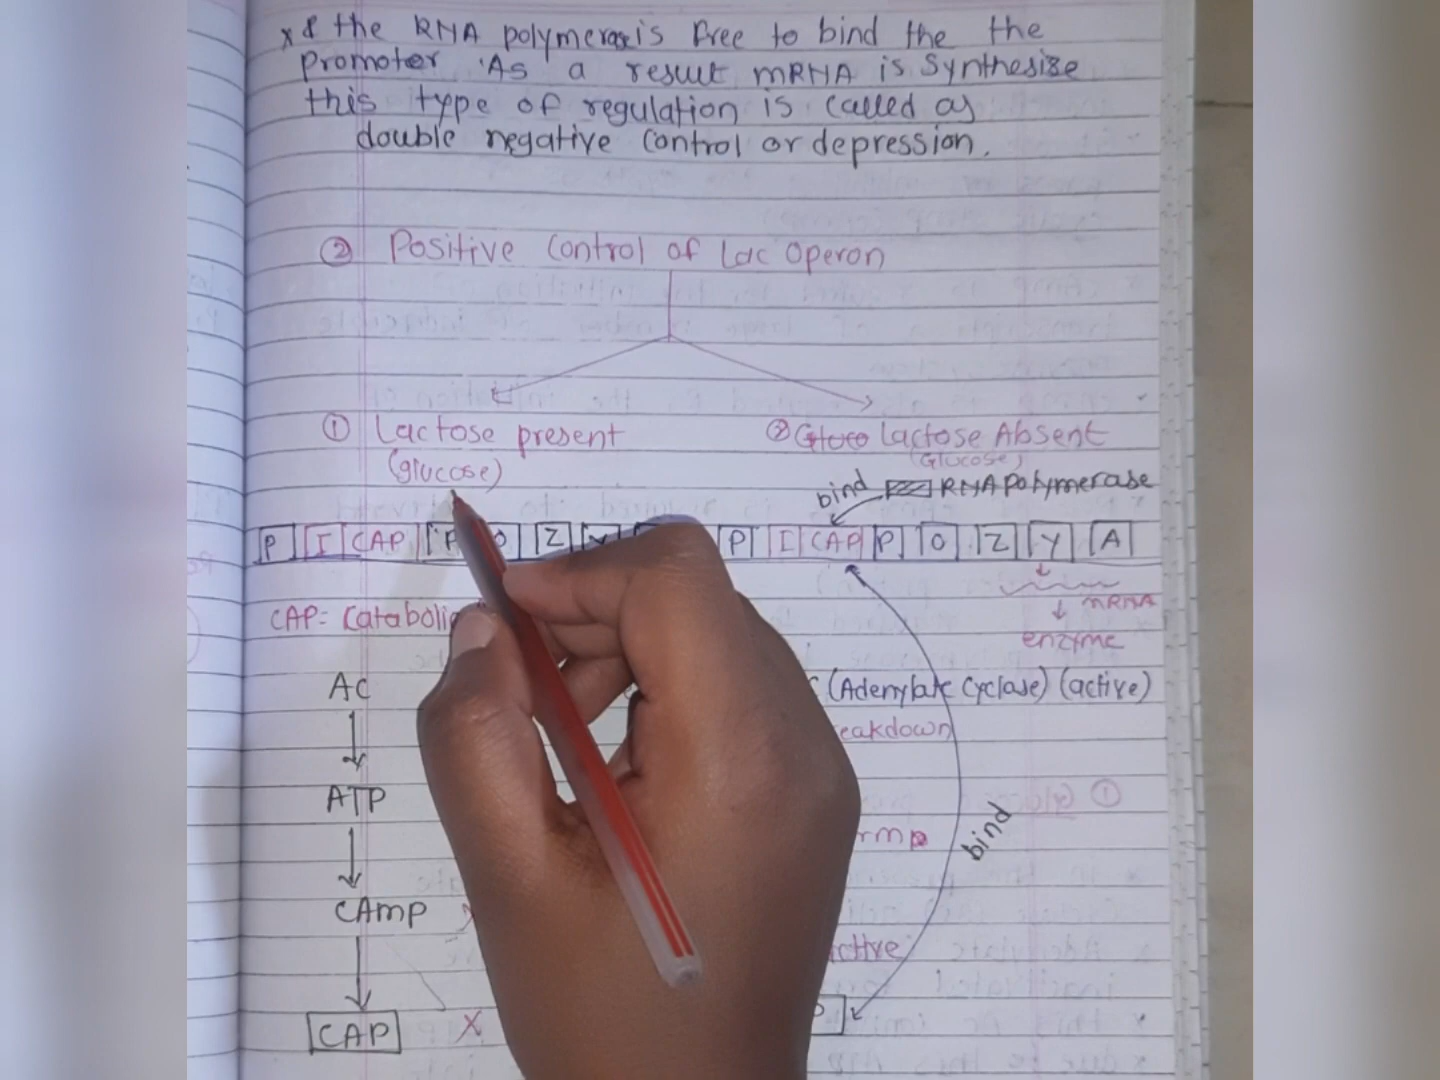 x & the RNA polymerase is free to bind the the
promoter. As a result mRNA is synthesize
this type of regulation is called as
double negative control or depression.
② Positive control of Lac Operon
① Lactose present
(glucose)
② Lactose Absent
(Glucose)
bind RNA polymerase
P I CAP P O Z
P I CAP P O Z Y A
mRNA
enzyme
CAP = Catabolic
AC
ATP
CAmp
CAP X
(Adenylate cyclase) (active)
eakdown
bind